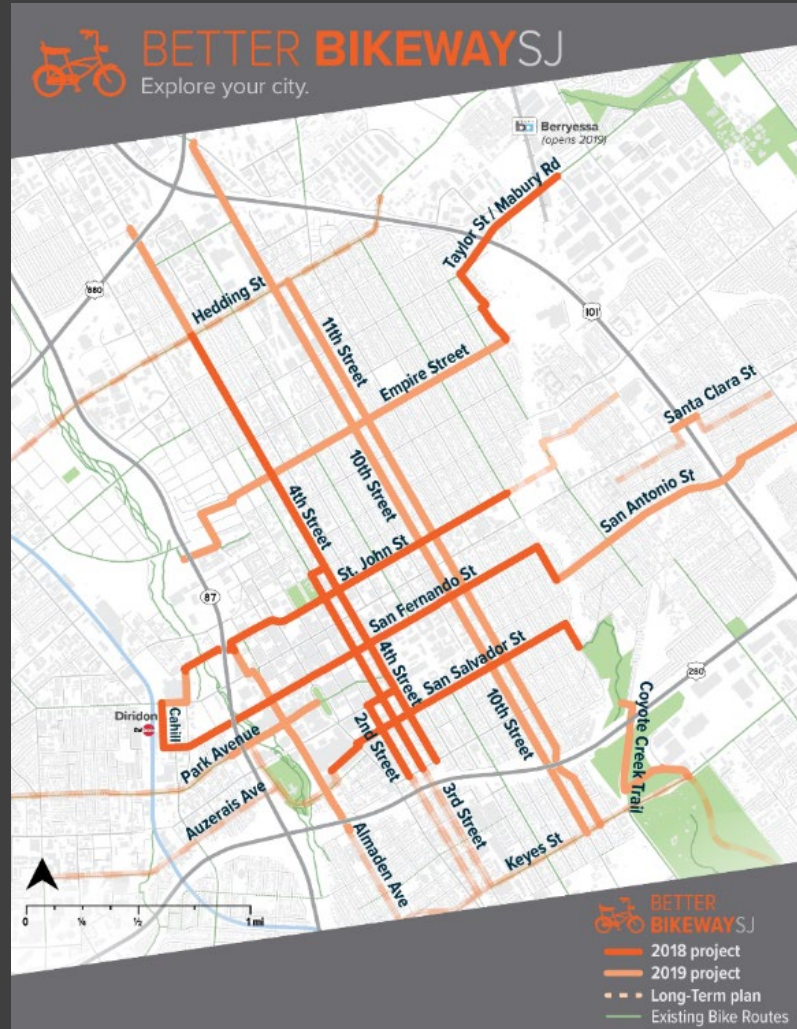 BETTER BIKEWAYSJ
Explore your city.
Berryessa
(opens 2019)
Taylor St / Mabury Rd
880
Hedding St
101
11th Street
Empire Street
Santa Clara St
10th Street
San Antonio St
4th Street
St. John St
87
San Fernando St
4th Street
San Salvador St
280
Diridon
Cahill
10th Street
Coyote Creek Trail
Park Avenue
2nd Street
Auzerais Ave
3rd Street
Almaden Ave
Keyes St
0 ¼ ½ 1 mi
BETTER
BIKEWAYSJ
2018 project
2019 project
Long-Term plan
Existing Bike Routes